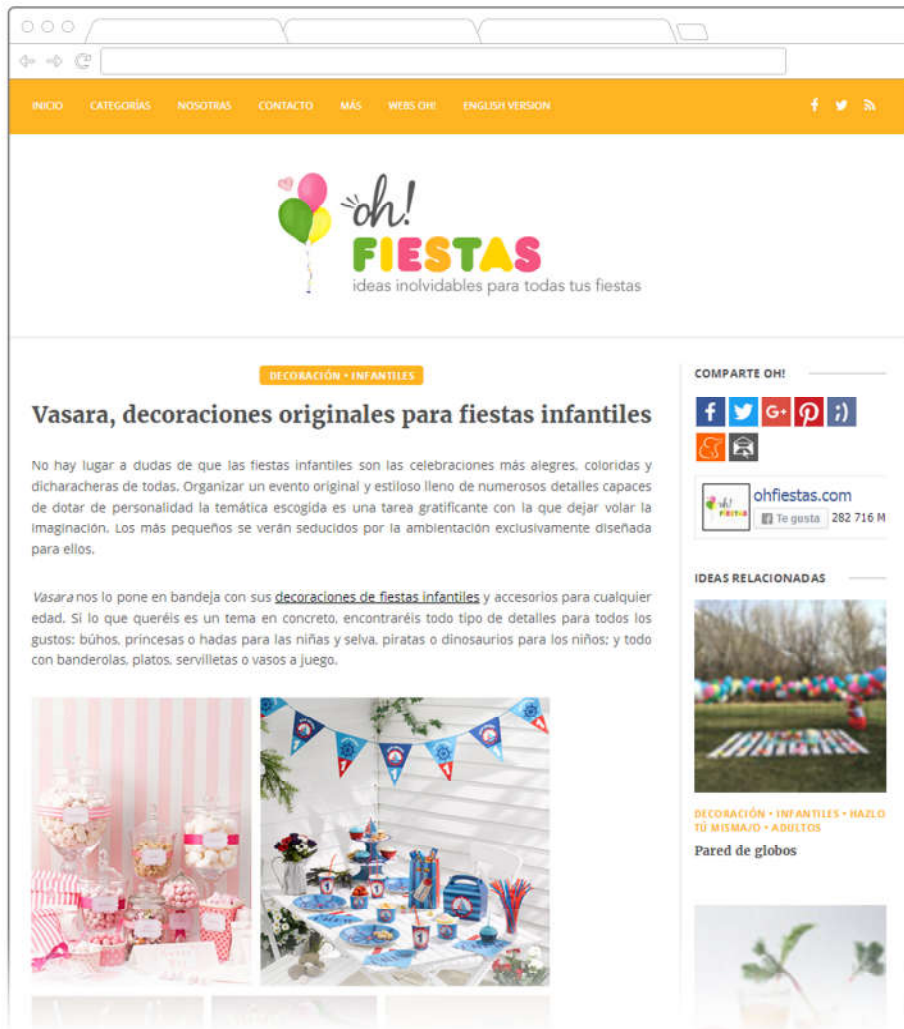 INICIO CATEGORÍAS NOSOTRAS CONTACTO MÁS WEBS OH! ENGLISH VERSION
oh!
FIESTAS
ideas inolvidables para todas tus fiestas
DECORACIÓN • INFANTILES
Vasara, decoraciones originales para fiestas infantiles
No hay lugar a dudas de que las fiestas infantiles son las celebraciones más alegres, coloridas y
dicharacheras de todas. Organizar un evento original y estiloso lleno de numerosos detalles capaces
de dotar de personalidad la temática escogida es una tarea gratificante con la que dejar volar la
imaginación. Los más pequeños se verán seducidos por la ambientación exclusivamente diseñada
para ellos.
Vasara nos lo pone en bandeja con sus decoraciones de fiestas infantiles y accesorios para cualquier
edad. Si lo que queréis es un tema en concreto, encontraréis todo tipo de detalles para todos los
gustos: búhos, princesas o hadas para las niñas y selva, piratas o dinosaurios para los niños; y todo
con banderolas, platos, servilletas o vasos a juego.
1 1 1
COMPARTE OH!
f G+ ;)
oh!
FIESTAS
ohfiestas.com
Te gusta 282 716 M
IDEAS RELACIONADAS
DECORACIÓN • INFANTILES • HAZLO
TÚ MISMA/O • ADULTOS
Pared de globos